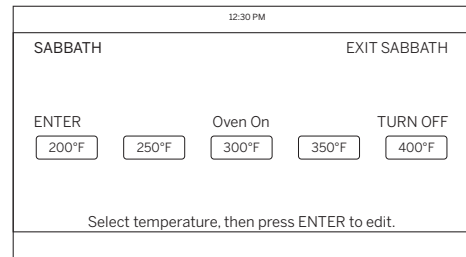 12:30 PM
SABBATH EXIT SABBATH
ENTER Oven On TURN OFF
200°F 250°F 300°F 350°F 400°F
Select temperature, then press ENTER to edit.